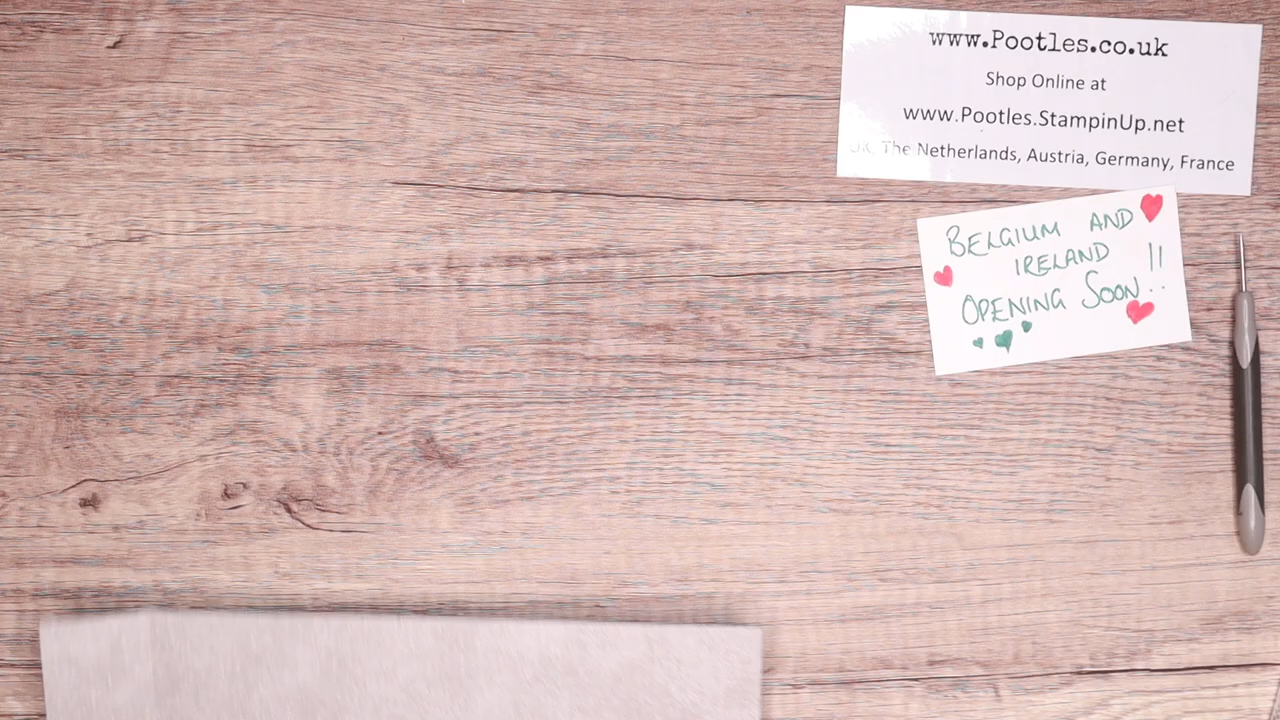 www.Pootles.co.uk
Shop Online at
www.Pootles.StampinUp.net
UK, The Netherlands, Austria, Germany, France
BELGIUM AND
IRELAND
OPENING SOON..!!